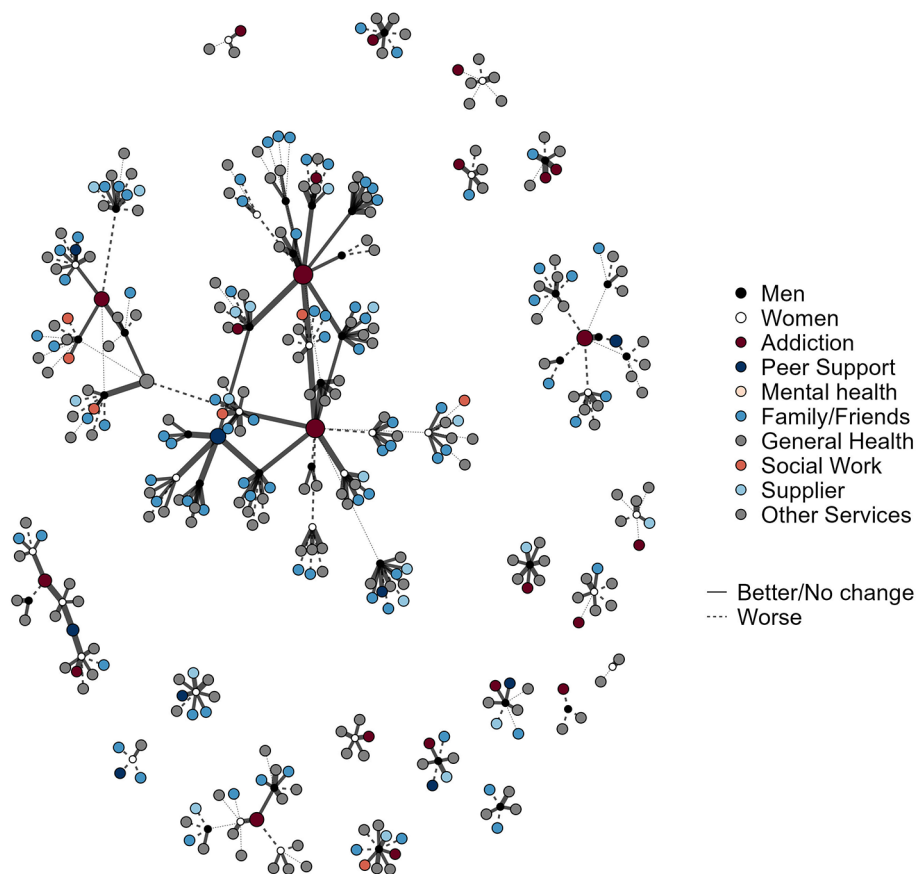 Men
Women
Addiction
Peer Support
Mental health
Family/Friends
General Health
Social Work
Supplier
Other Services
Better/No change
Worse